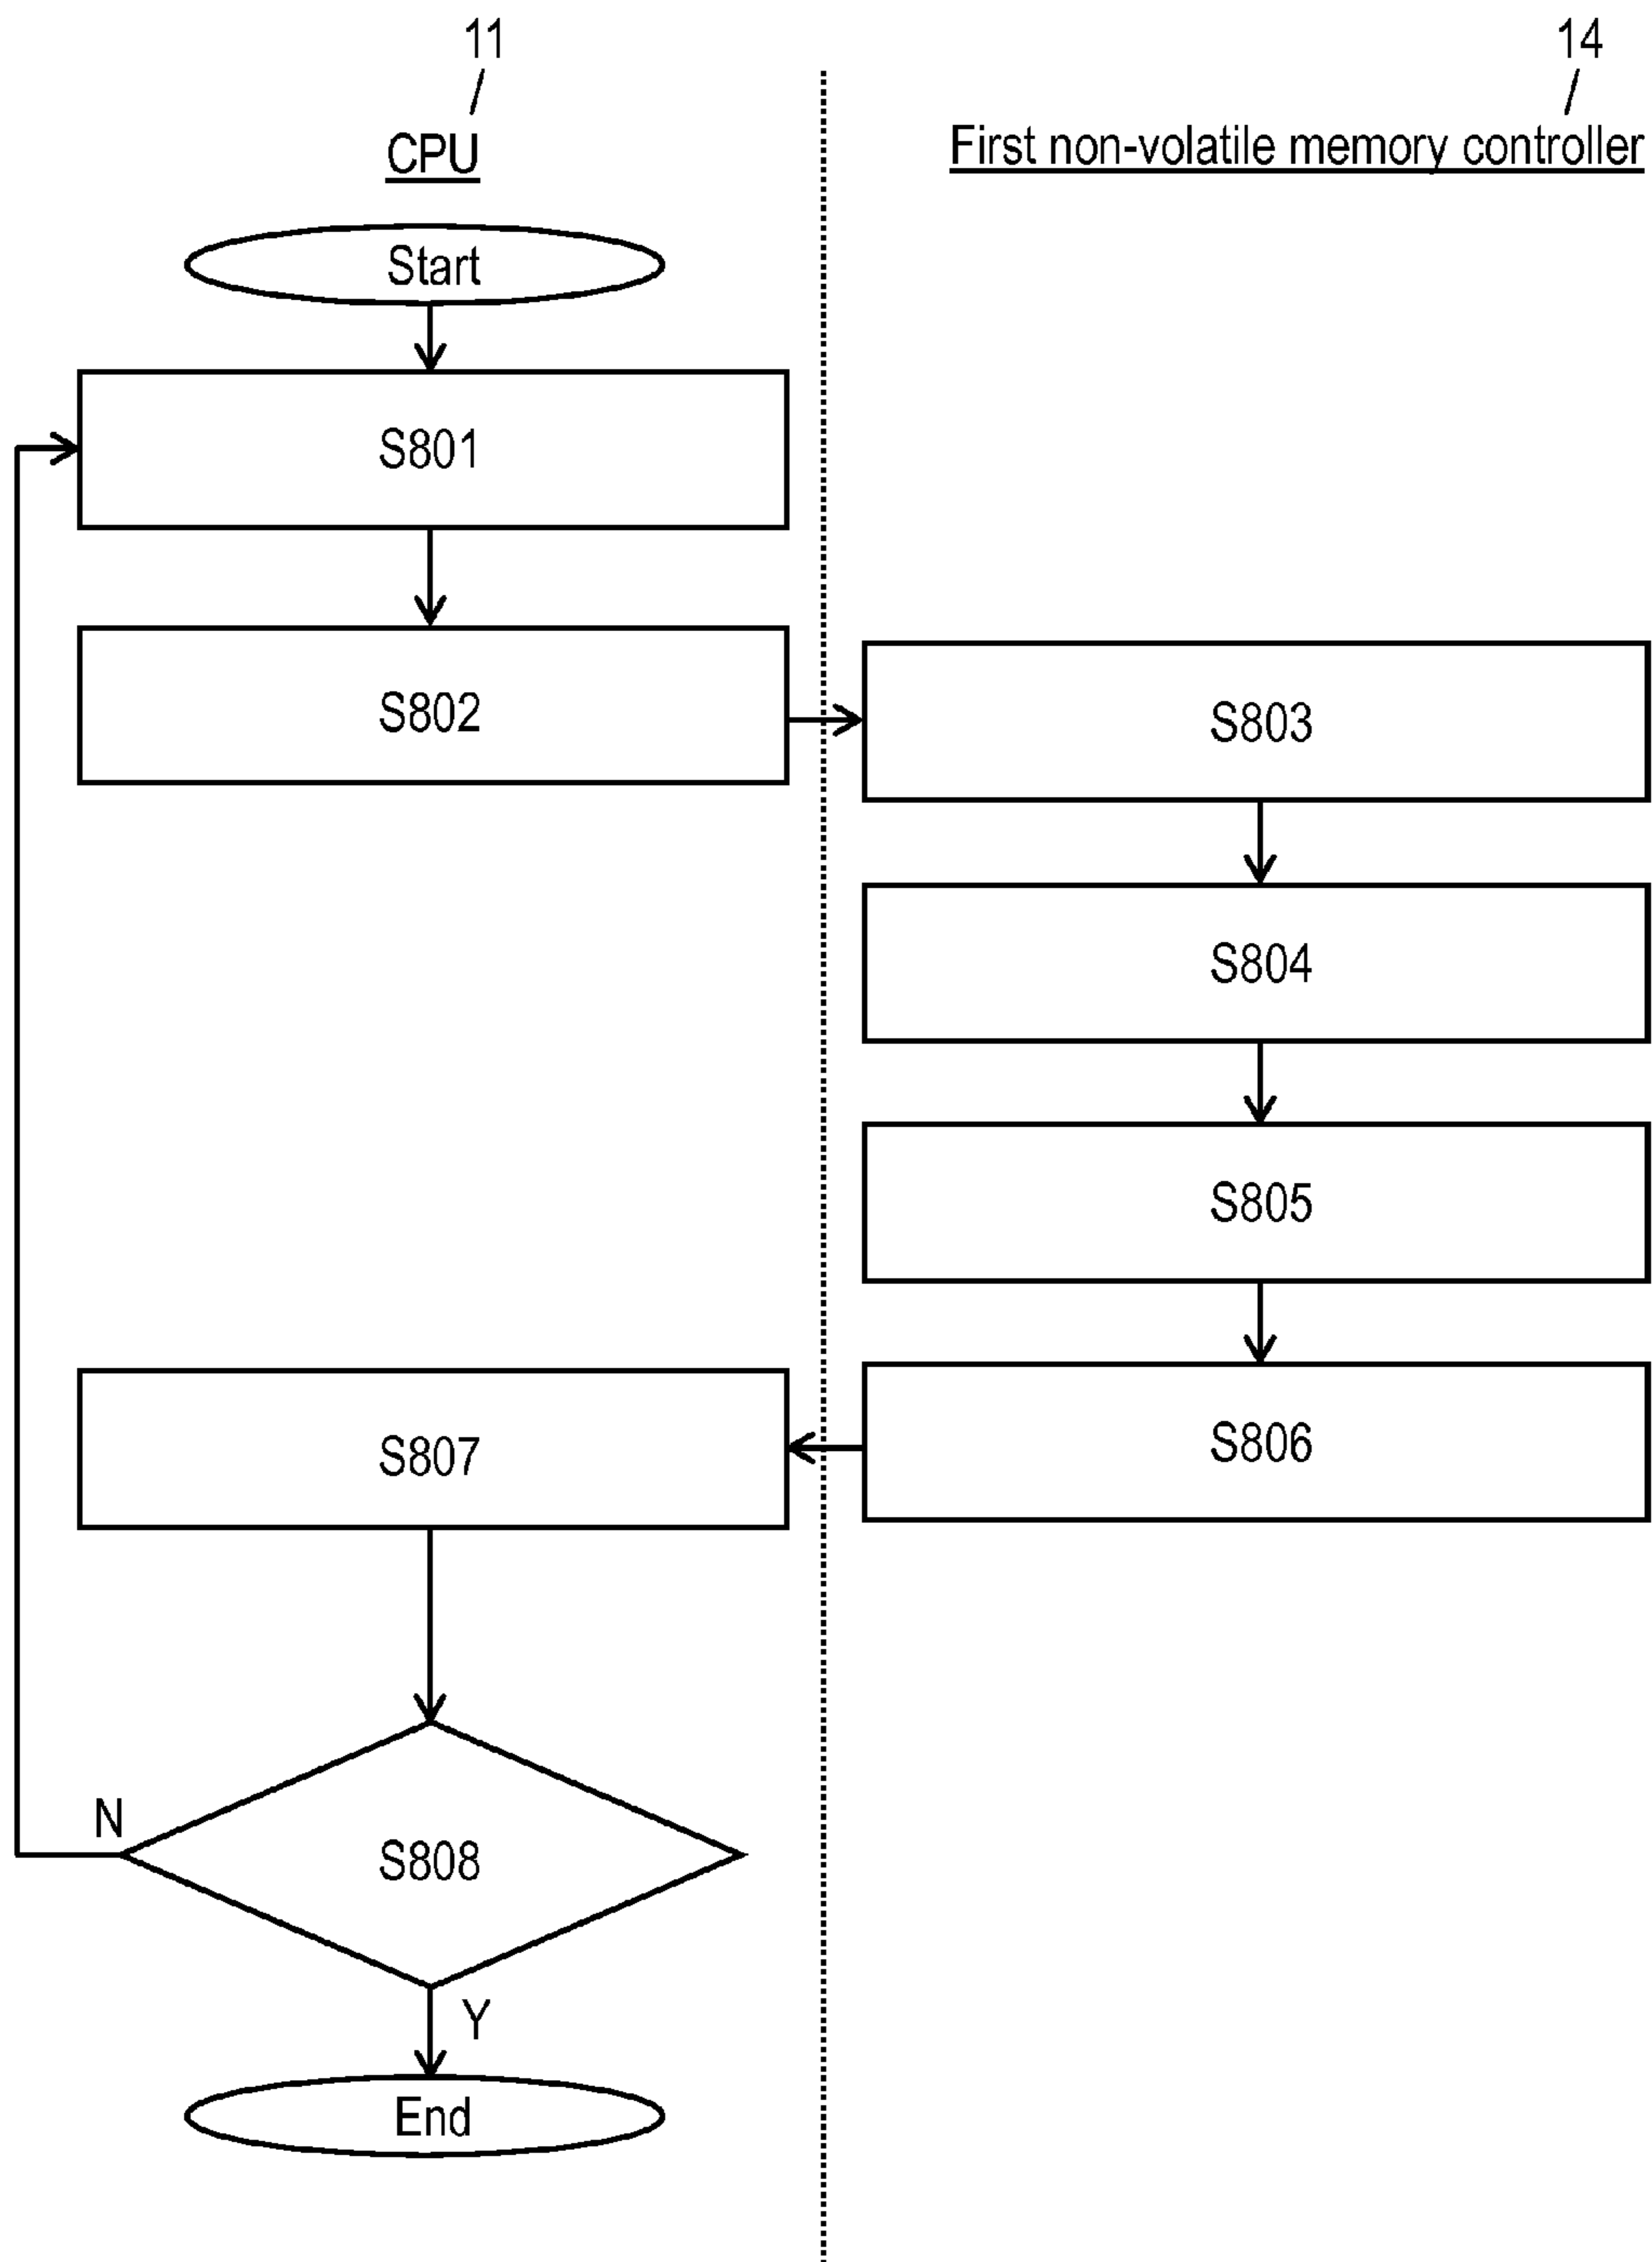 11
14
CPU
First non-volatile memory controller
Start
S801
S802
S803
S804
S805
S806
S807
S808
N
Y
End